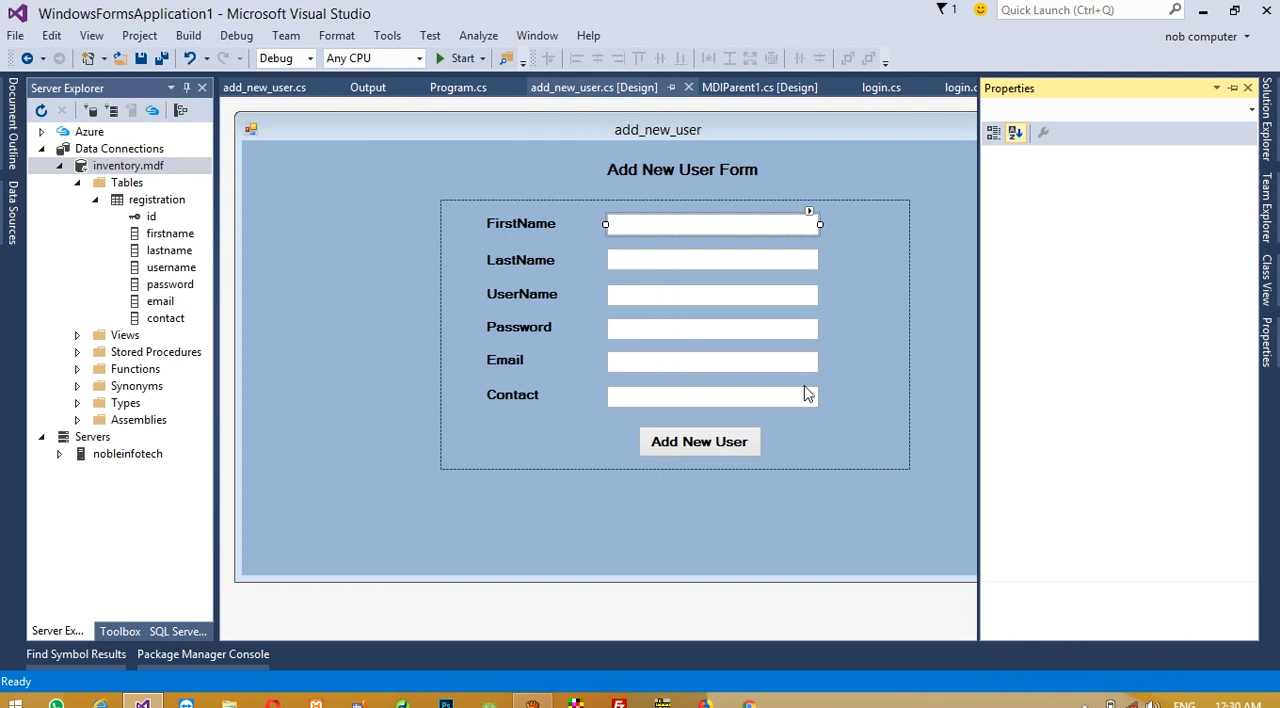 WindowsFormsApplication1 - Microsoft Visual Studio
1
Quick Launch (Ctrl+Q)
File Edit View Project Build Debug Team Format Tools Test Analyze Window Help
nob computer
Debug
Any CPU
Start
Document Outline
Data Sources
Server Explorer
Azure
Data Connections
inventory.mdf
Tables
registration
id
firstname
lastname
username
password
email
contact
Views
Stored Procedures
Functions
Synonyms
Types
Assemblies
Servers
nobleinfotech
Server Ex...
Toolbox
SQL Serve...
add_new_user.cs
Output
Program.cs
add_new_user.cs [Design]
MDIParent1.cs [Design]
login.cs
login.c
add_new_user
Add New User Form
FirstName
LastName
UserName
Password
Email
Contact
Add New User
Properties
Solution Explorer
Team Explorer
Class View
Properties
Find Symbol Results
Package Manager Console
Ready
ENG
12:30 AM